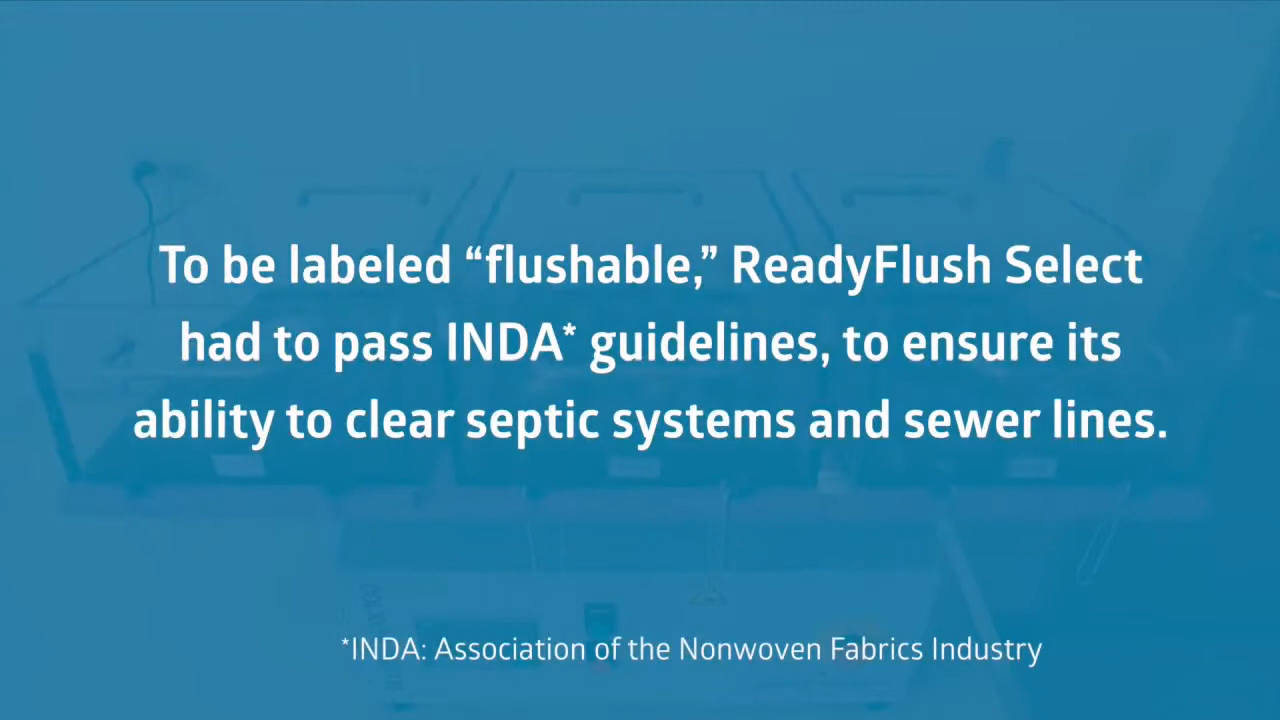 To be labeled “flushable,” ReadyFlush Select
had to pass INDA* guidelines, to ensure its
ability to clear septic systems and sewer lines.
*INDA: Association of the Nonwoven Fabrics Industry